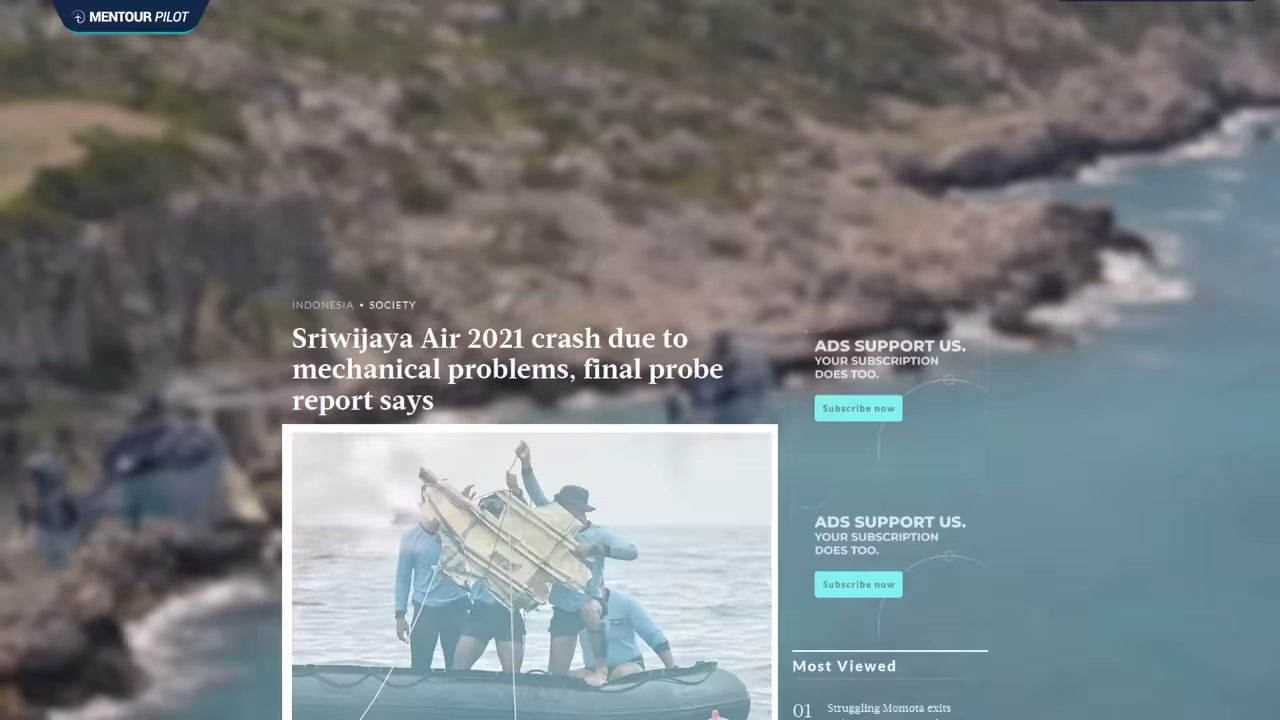 MENTOUR PILOT
INDONESIA • SOCIETY
Sriwijaya Air 2021 crash due to
mechanical problems, final probe
report says
ADS SUPPORT US.
YOUR SUBSCRIPTION
DOES TOO.
Subscribe now
ADS SUPPORT US.
YOUR SUBSCRIPTION
DOES TOO.
Subscribe now
Most Viewed
01 Struggling Momota exits